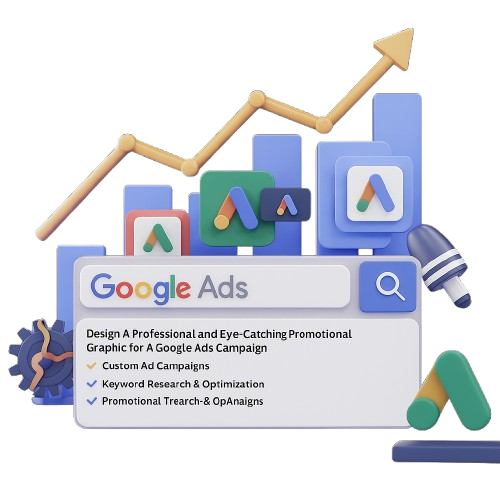 Google Ads
Design A Professional and Eye-Catching Promotional
Graphic for A Google Ads Campaign
Custom Ad Campaigns
Keyword Research & Optimization
Promotional Trearch-& OpAnaigns